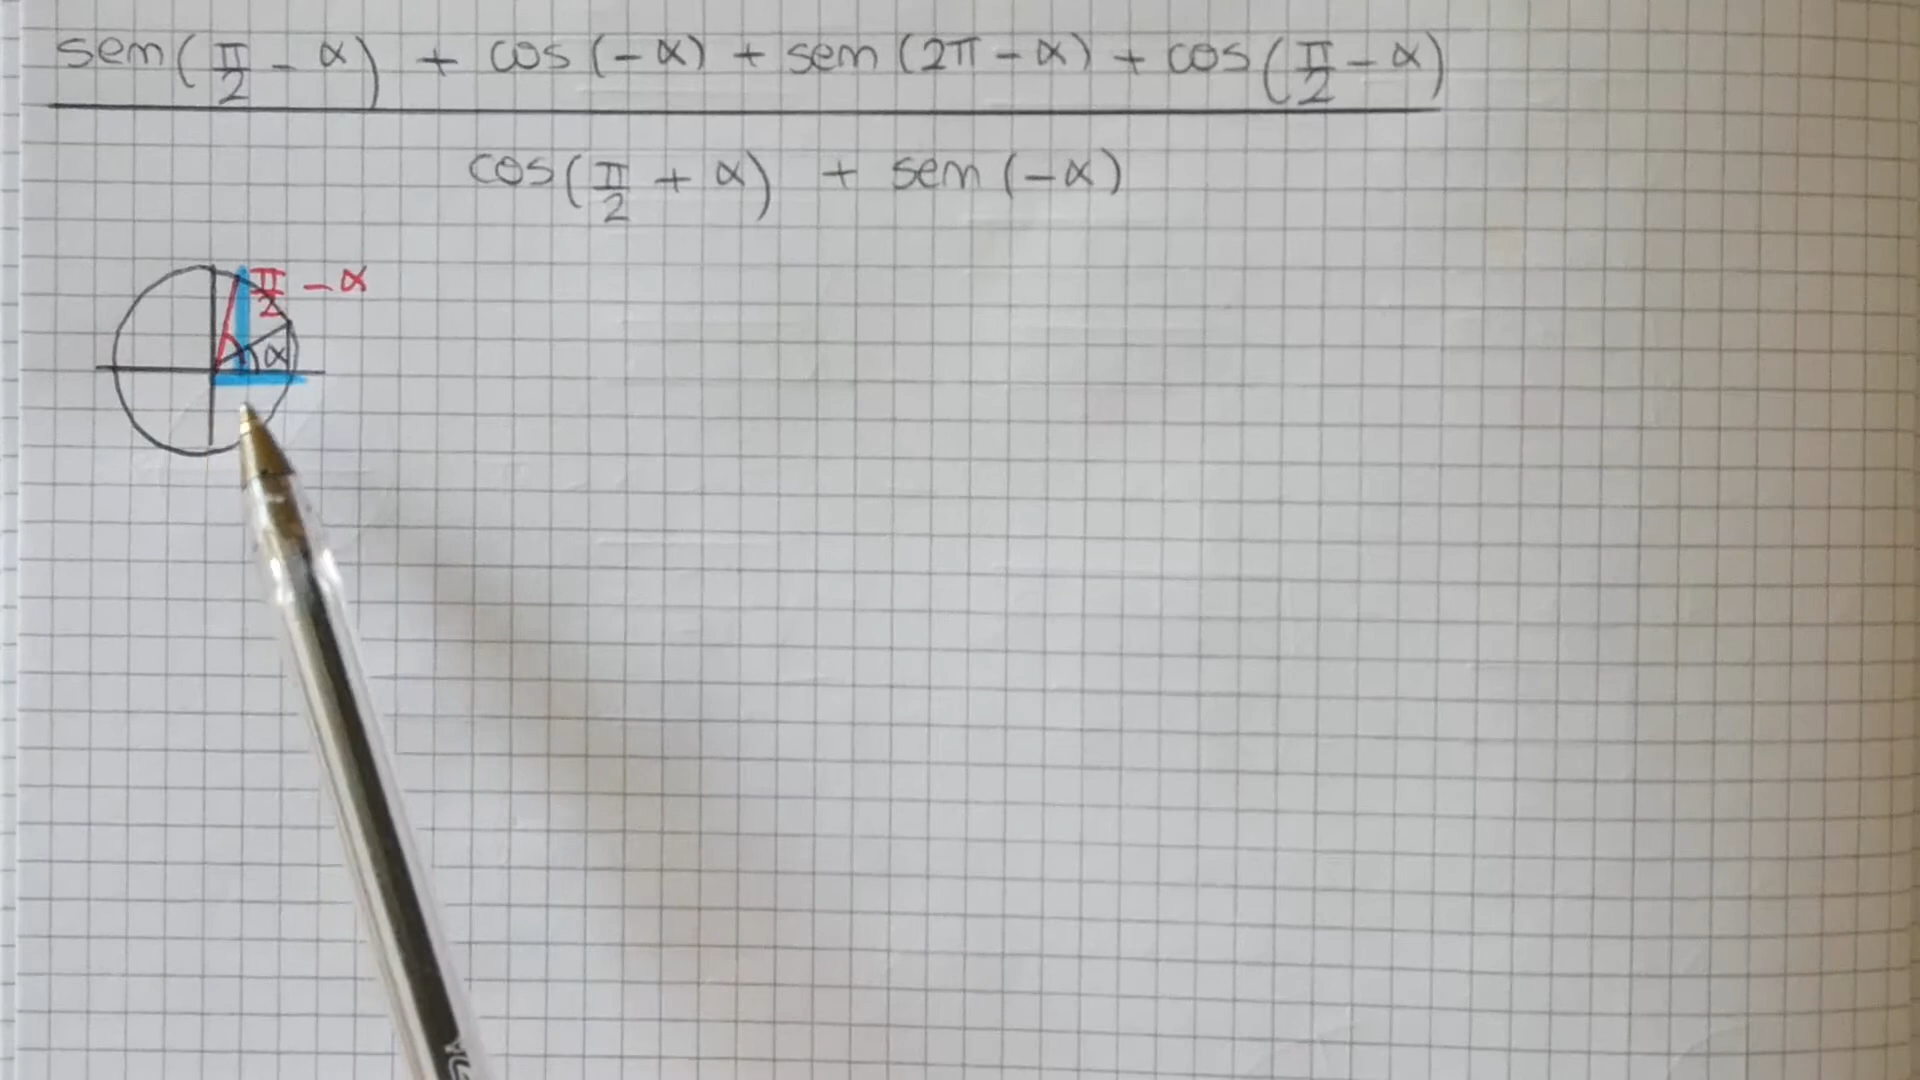 sem(π/2 - α) + cos(-α) + sem(2π - α) + cos(π/2 - α)
cos(π/2 + α) + sem(-α)
π/2 - α
α